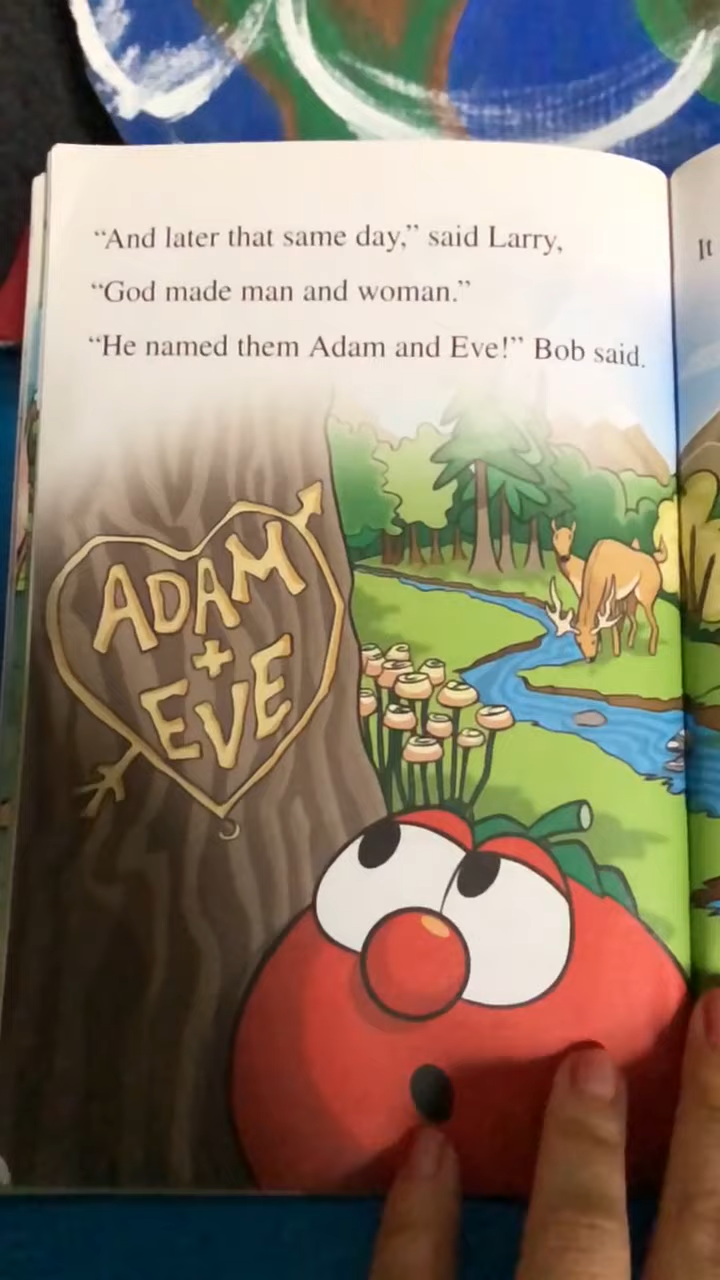 “And later that same day,” said Larry,
“God made man and woman.”
“He named them Adam and Eve!” Bob said.
It
ADAM
+
EVE